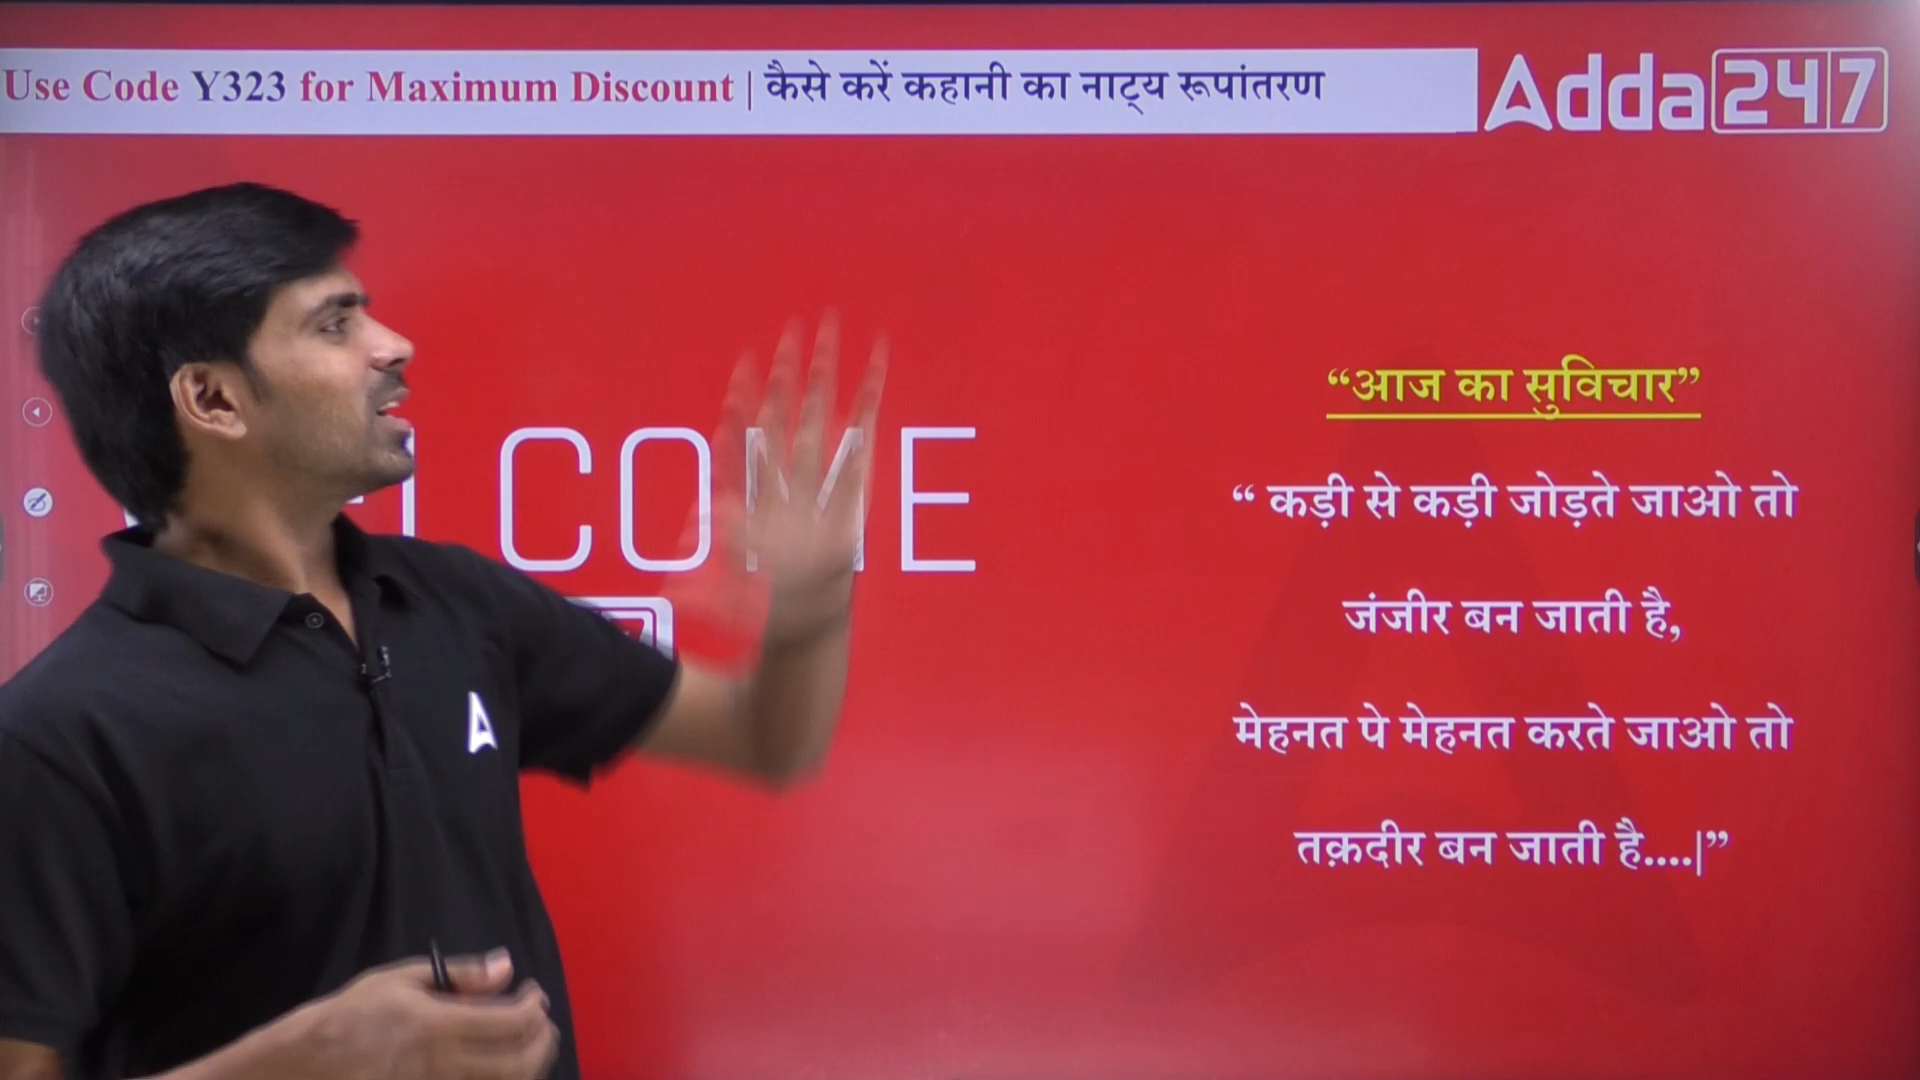 Use Code Y323 for Maximum Discount | कैसे करें कहानी का नाट्य रूपांतरण
Adda247
COME
“आज का सुविचार”
“ कड़ी से कड़ी जोड़ते जाओ तो
जंजीर बन जाती है,
मेहनत पे मेहनत करते जाओ तो
तक़दीर बन जाती है....|”